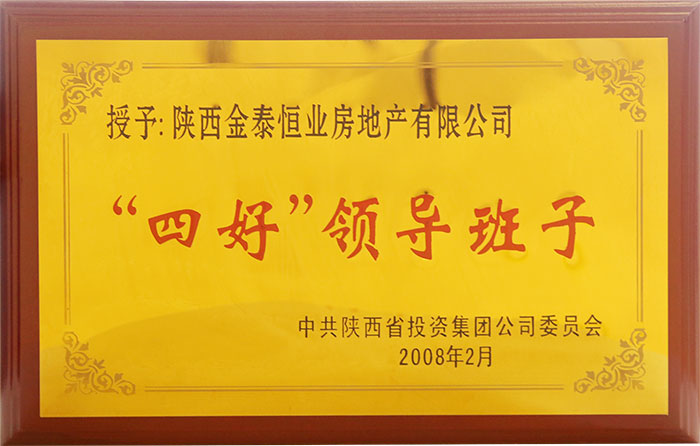 授予:陕西金泰恒业房地产有限公司
“四好”领导班子
中共陕西省投资集团公司委员会
2008年2月